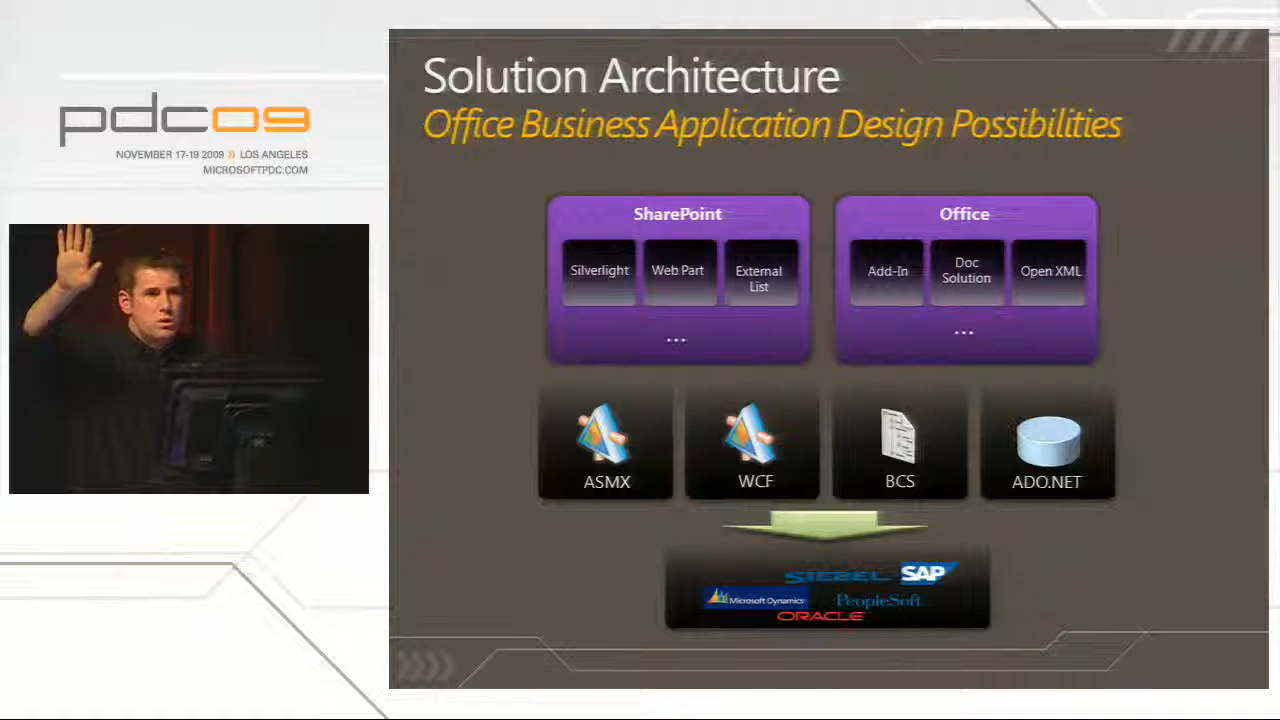 pdc09
NOVEMBER 17-19 2009 » LOS ANGELES
MICROSOFTPDC.COM
Solution Architecture
Office Business Application Design Possibilities
SharePoint
Silverlight
Web Part
External
List
...
Office
Add-In
Doc
Solution
Open XML
...
ASMX
WCF
BCS
ADO.NET
SIEBEL
SAP
Microsoft Dynamics
PeopleSoft
ORACLE